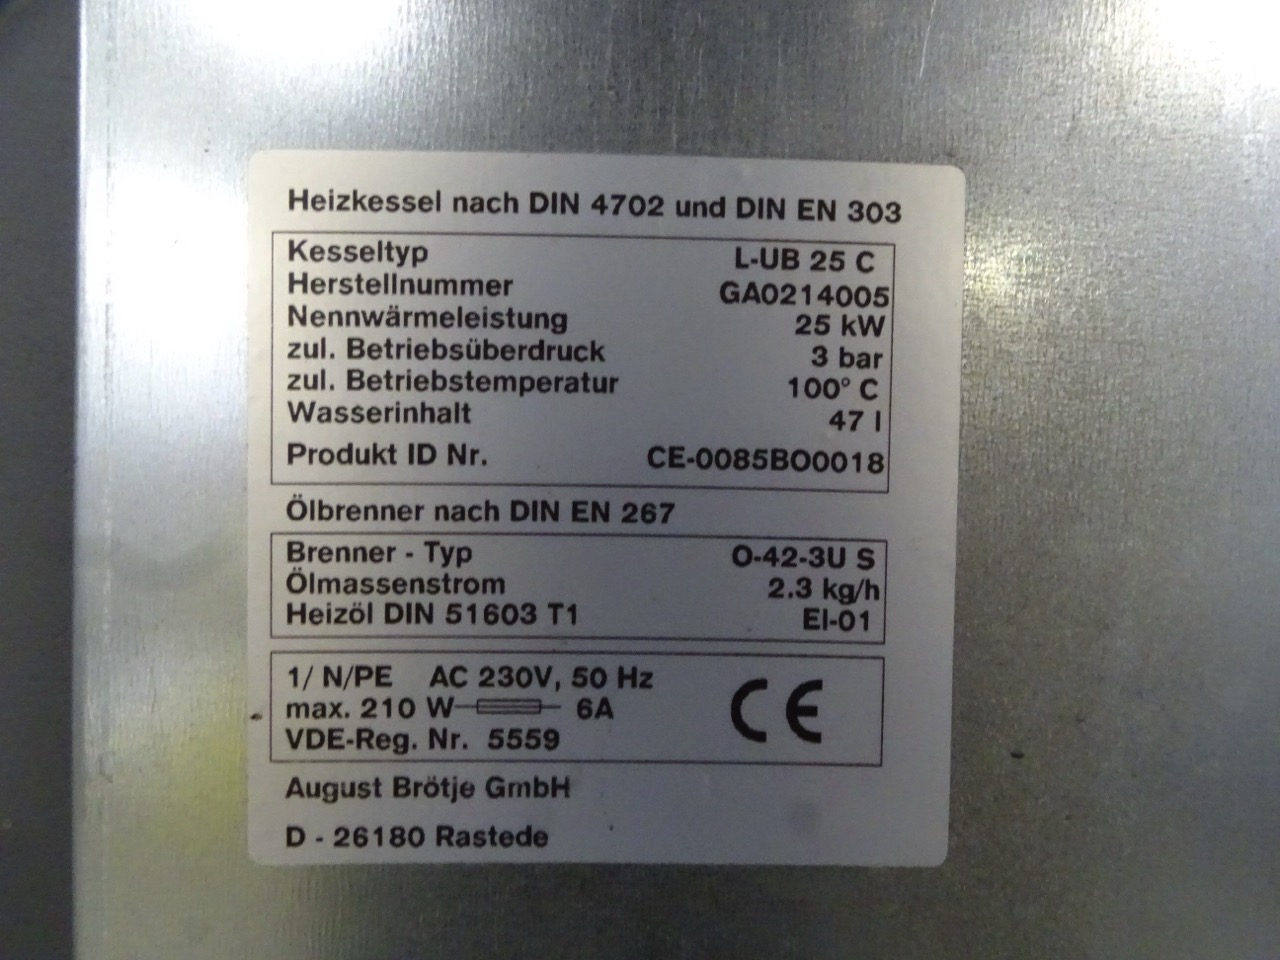 Heizkessel nach DIN 4702 und DIN EN 303
Kesseltyp L-UB 25 C
Herstellnummer GA0214005
Nennwärmeleistung 25 kW
zul. Betriebsüberdruck 3 bar
zul. Betriebstemperatur 100° C
Wasserinhalt 47 l
Produkt ID Nr. CE-0085BO0018
Ölbrenner nach DIN EN 267
Brenner - Typ O-42-3U S
Ölmassenstrom 2.3 kg/h
Heizöl DIN 51603 T1 El-01
1/ N/PE AC 230V, 50 Hz
max. 210 W 6A
VDE-Reg. Nr. 5559
CE
August Brötje GmbH
D - 26180 Rastede